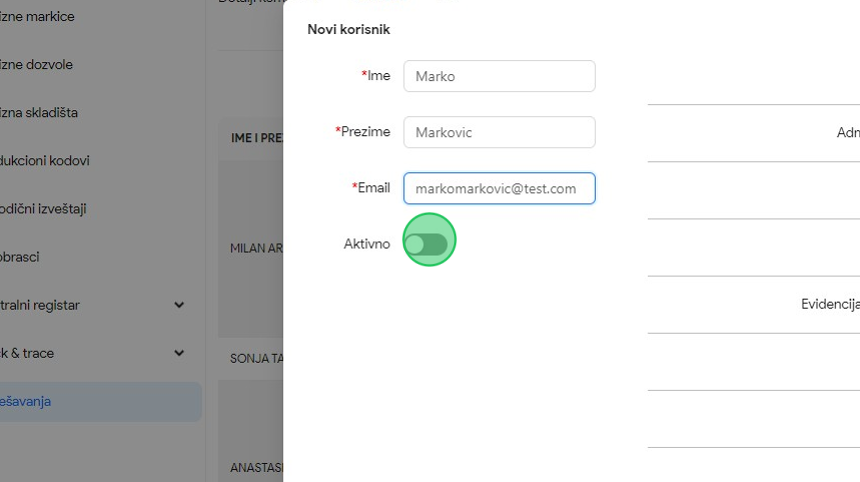 Novi korisnik
*Ime
Marko
*Prezime
Markovic
*Email
markomarkovic@test.com
Aktivno
izne markice
izne dozvole
izna skladišta
dukcioni kodovi
odični izveštaji
obrasci
tralni registar
k & trace
ešavanja
IME I PRE
MILAN AR
SONJA TA
ANASTAS
Adn
Evidencija